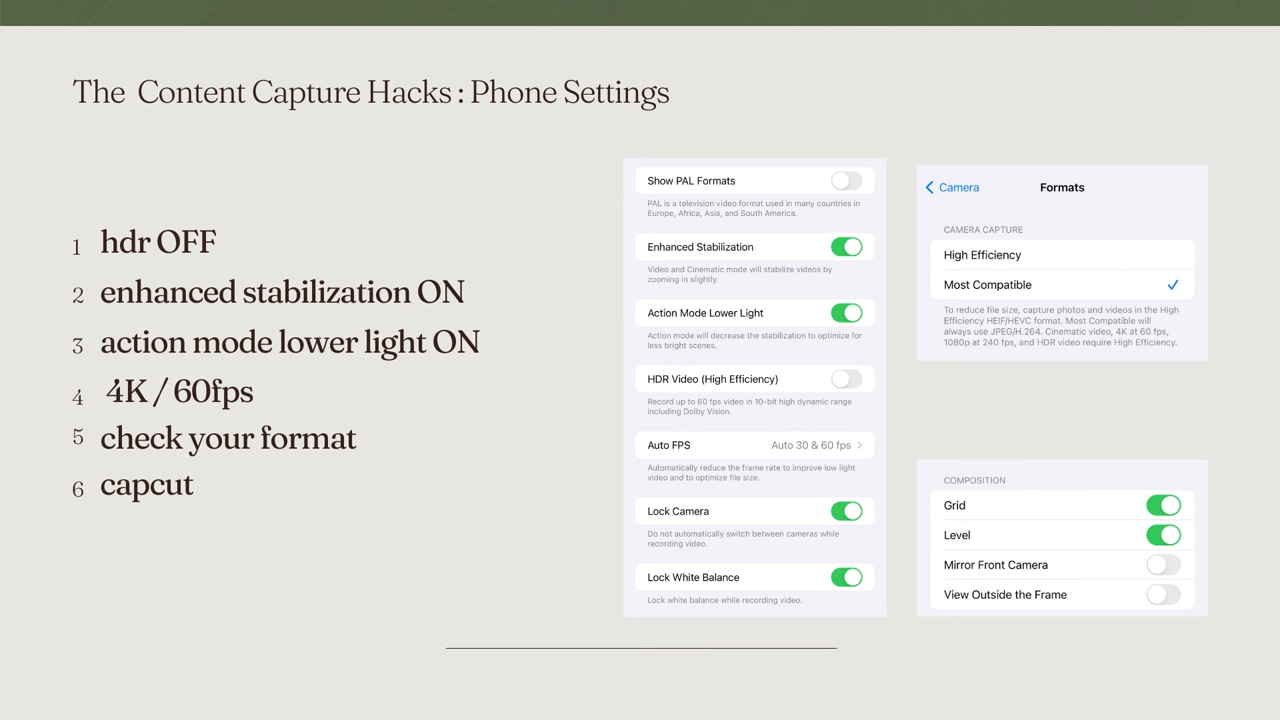 The Content Capture Hacks : Phone Settings
1 hdr OFF
2 enhanced stabilization ON
3 action mode lower light ON
4 4K / 60fps
5 check your format
6 capcut
Show PAL Formats
PAL is a television video format used in many countries in
Europe, Africa, Asia, and South America.
Enhanced Stabilization
Video and Cinematic mode will stabilize videos by
zooming in slightly.
Action Mode Lower Light
Action mode will decrease the stabilization to optimize for
less bright scenes.
HDR Video (High Efficiency)
Record up to 60 fps video in 10-bit high dynamic range
including Dolby Vision.
Auto FPS Auto 30 & 60 fps
Automatically reduce the frame rate to improve low light
video and to optimize file size.
Lock Camera
Do not automatically switch between cameras while
recording video.
Lock White Balance
Lock white balance while recording video.
Camera Formats
CAMERA CAPTURE
High Efficiency
Most Compatible
To reduce file size, capture photos and videos in the High
Efficiency HEIF/HEVC format. Most Compatible will
always use JPEG/H.264. Cinematic video, 4K at 60 fps,
1080p at 240 fps, and HDR video require High Efficiency.
COMPOSITION
Grid
Level
Mirror Front Camera
View Outside the Frame